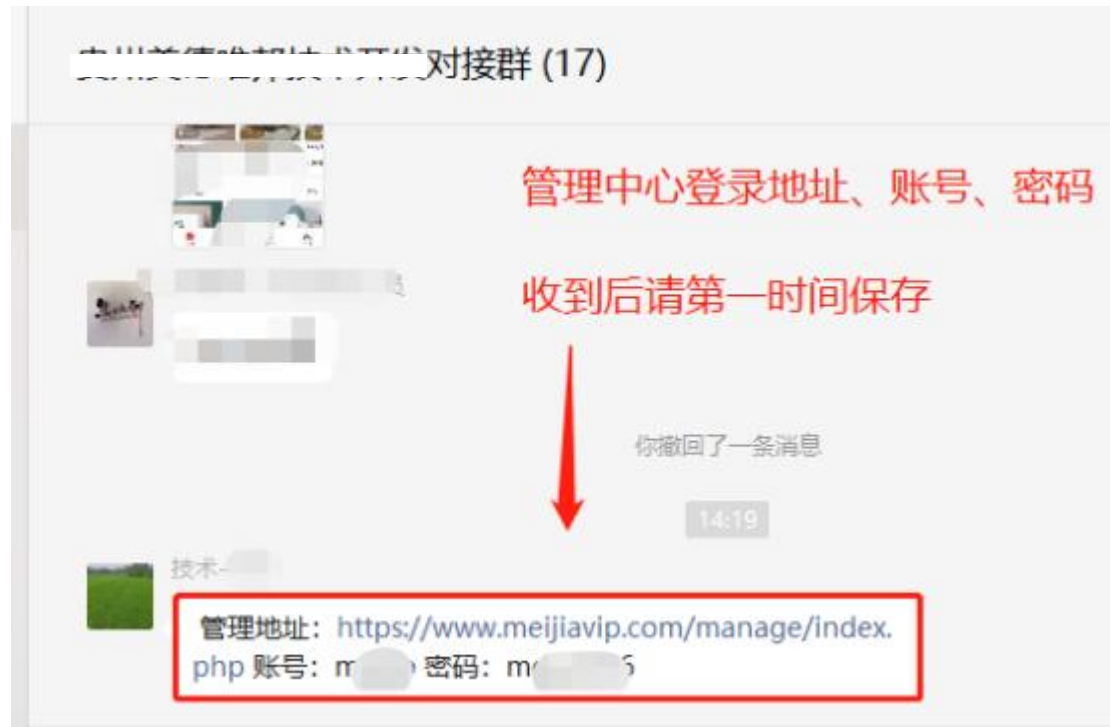 对接群 (17)
管理中心登录地址、账号、密码
收到后请第一时间保存
你撤回了一条消息
14:19
技术-
管理地址：https://www.meijiavip.com/manage/index.
php 账号：m 密码：m